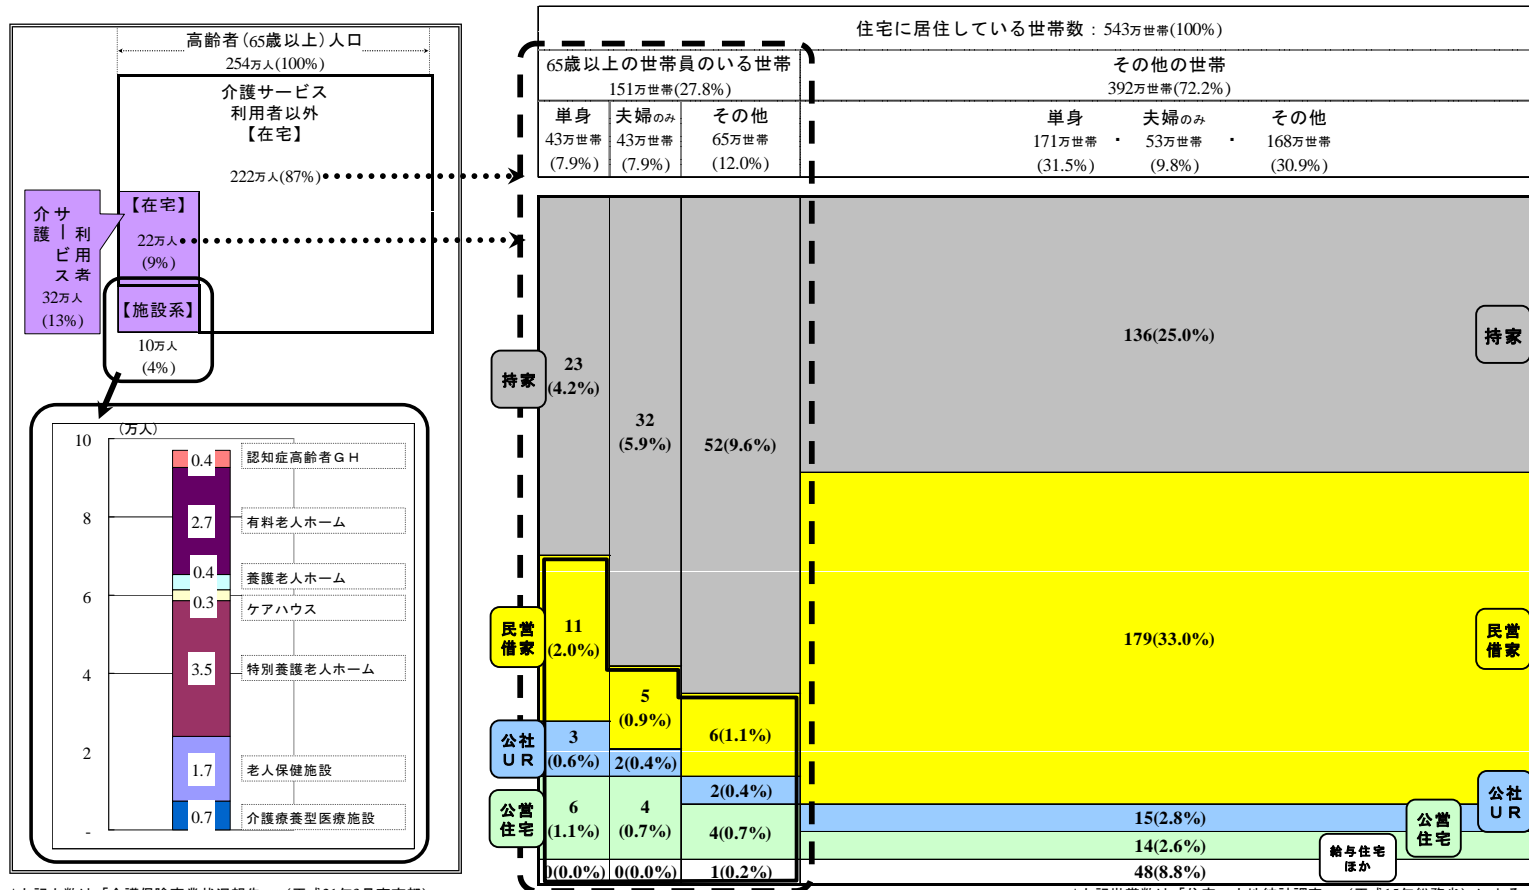 高齢者(65歳以上)人口
254万人(100%)
介護サービス
利用者以外
【在宅】
222万人(87%)
介護サービス利用者
32万人
(13%)
【在宅】
22万人
(9%)
【施設系】
10万人
(4%)
(万人)
10
8
6
4
2
-
0.4 認知症高齢者GH
2.7 有料老人ホーム
0.4 養護老人ホーム
0.3 ケアハウス
3.5 特別養護老人ホーム
1.7 老人保健施設
0.7 介護療養型医療施設
住宅に居住している世帯数:543万世帯(100%)
65歳以上の世帯員のいる世帯
151万世帯(27.8%)
その他の世帯
392万世帯(72.2%)
単身
43万世帯
(7.9%)
夫婦のみ
43万世帯
(7.9%)
その他
65万世帯
(12.0%)
単身 ・ 夫婦のみ ・ その他
171万世帯 53万世帯 168万世帯
(31.5%) (9.8%) (30.9%)
持家
23
(4.2%)
32
(5.9%)
52(9.6%)
136(25.0%)
持家
民営
借家
11
(2.0%)
5
(0.9%)
6(1.1%)
179(33.0%)
民営
借家
公社
UR
3
(0.6%)
2(0.4%)
2(0.4%)
15(2.8%)
公社
UR
公営
住宅
6
(1.1%)
4
(0.7%)
4(0.7%)
14(2.6%)
公営
住宅
0(0.0%)
0(0.0%)
1(0.2%)
48(8.8%)
給与住宅
ほか